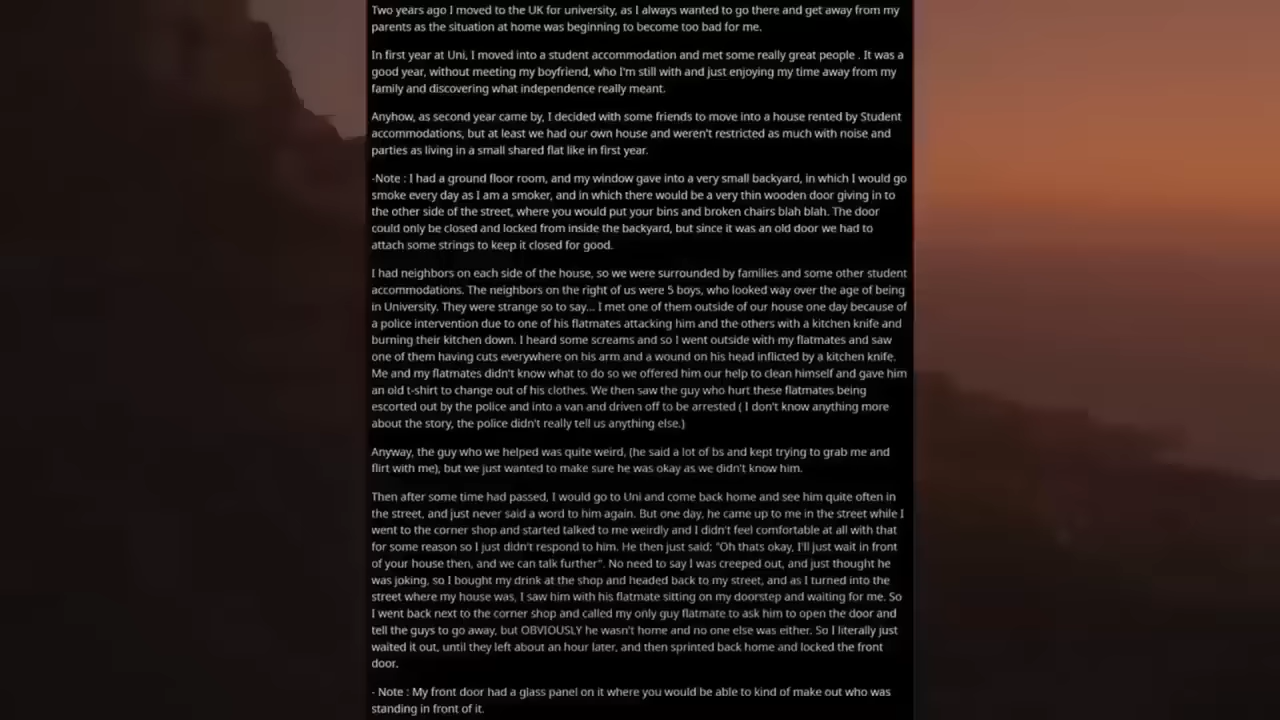 Two years ago I moved to the UK for university, as I always wanted to go there and get away from my
parents as the situation at home was beginning to become too bad for me.
In first year at Uni, I moved into a student accommodation and met some really great people . It was a
good year, without meeting my boyfriend, who I'm still with and just enjoying my time away from my
family and discovering what independence really meant.
Anyhow, as second year came by, I decided with some friends to move into a house rented by Student
accommodations, but at least we had our own house and weren't restricted as much with noise and
parties as living in a small shared flat like in first year.
-Note : I had a ground floor room, and my window gave into a very small backyard, in which I would go
smoke every day as I am a smoker, and in which there would be a very thin wooden door giving in to
the other side of the street, where you would put your bins and broken chairs blah blah. The door
could only be closed and locked from inside the backyard, but since it was an old door we had to
attach some strings to keep it closed for good.
I had neighbors on each side of the house, so we were surrounded by families and some other student
accommodations. The neighbors on the right of us were 5 boys, who looked way over the age of being
in University. They were strange so to say... I met one of them outside of our house one day because of
a police intervention due to one of his flatmates attacking him and the others with a kitchen knife and
burning their kitchen down. I heard some screams and so I went outside with my flatmates and saw
one of them having cuts everywhere on his arm and a wound on his head inflicted by a kitchen knife.
Me and my flatmates didn't know what to do so we offered him our help to clean himself and gave him
an old t-shirt to change out of his clothes. We then saw the guy who hurt these flatmates being
escorted out by the police and into a van and driven off to be arrested ( I don't know anything more
about the story, the police didn't really tell us anything else.)
Anyway, the guy who we helped was quite weird, (he said a lot of bs and kept trying to grab me and
flirt with me), but we just wanted to make sure he was okay as we didn't know him.
Then after some time had passed, I would go to Uni and come back home and see him quite often in
the street, and just never said a word to him again. But one day, he came up to me in the street while I
went to the corner shop and started talked to me weirdly and I didn't feel comfortable at all with that
for some reason so I just didn't respond to him. He then just said; "Oh thats okay, I'll just wait in front
of your house then, and we can talk further". No need to say I was creeped out, and just thought he
was joking, so I bought my drink at the shop and headed back to my street, and as I turned into the
street where my house was, I saw him with his flatmate sitting on my doorstep and waiting for me. So
I went back next to the corner shop and called my only guy flatmate to ask him to open the door and
tell the guys to go away, but OBVIOUSLY he wasn't home and no one else was either. So I literally just
waited it out, until they left about an hour later, and then sprinted back home and locked the front
door.
- Note : My front door had a glass panel on it where you would be able to kind of make out who was
standing in front of it.